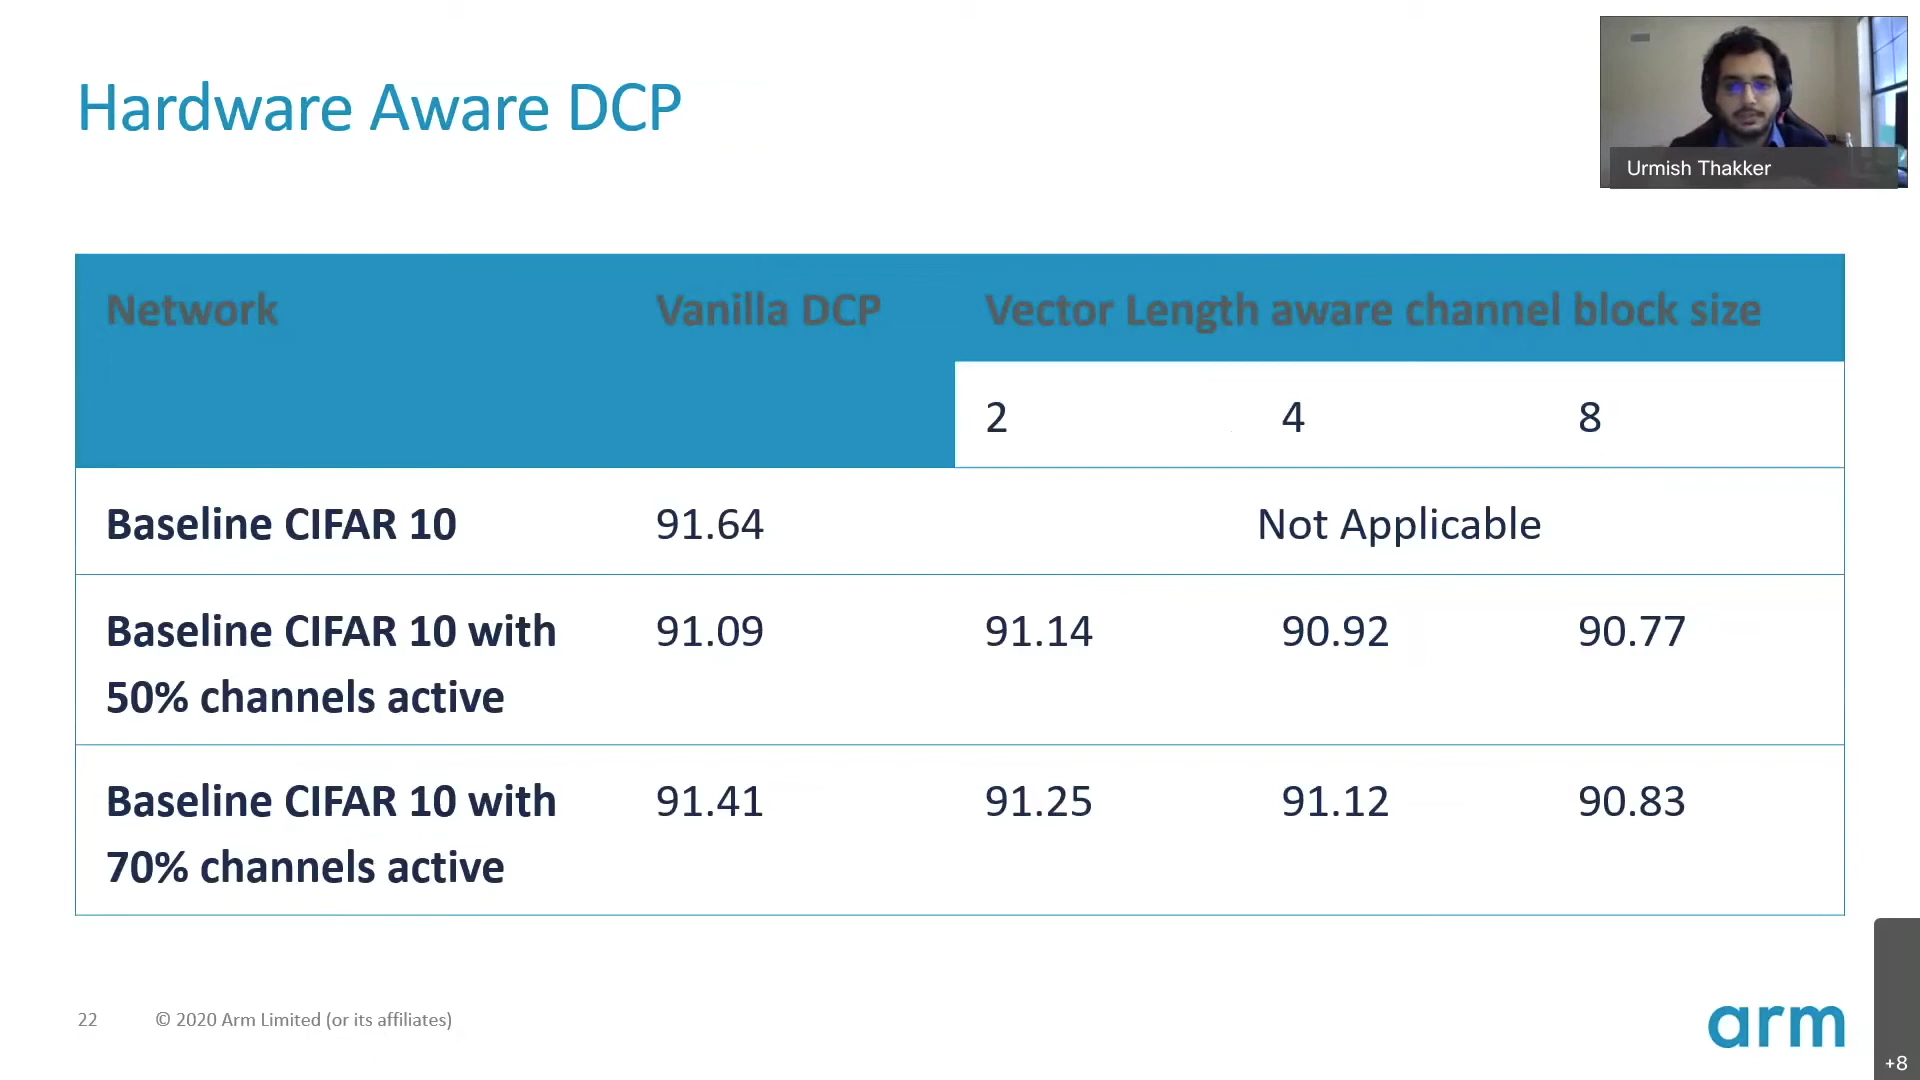 Hardware Aware DCP
Urmish Thakker
Network Vanilla DCP Vector Length aware channel block size
2 4 8
Baseline CIFAR 10 91.64 Not Applicable
Baseline CIFAR 10 with 91.09 91.14 90.92 90.77
50% channels active
Baseline CIFAR 10 with 91.41 91.25 91.12 90.83
70% channels active
22 © 2020 Arm Limited (or its affiliates)
arm
+8